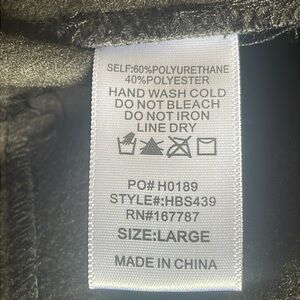 SELF:60%POLYURETHANE
40%POLYESTER
HAND WASH COLD
DO NOT BLEACH
DO NOT IRON
LINE DRY
PO# H0189
STYLE#:HBS439
RN#167787
SIZE:LARGE
MADE IN CHINA